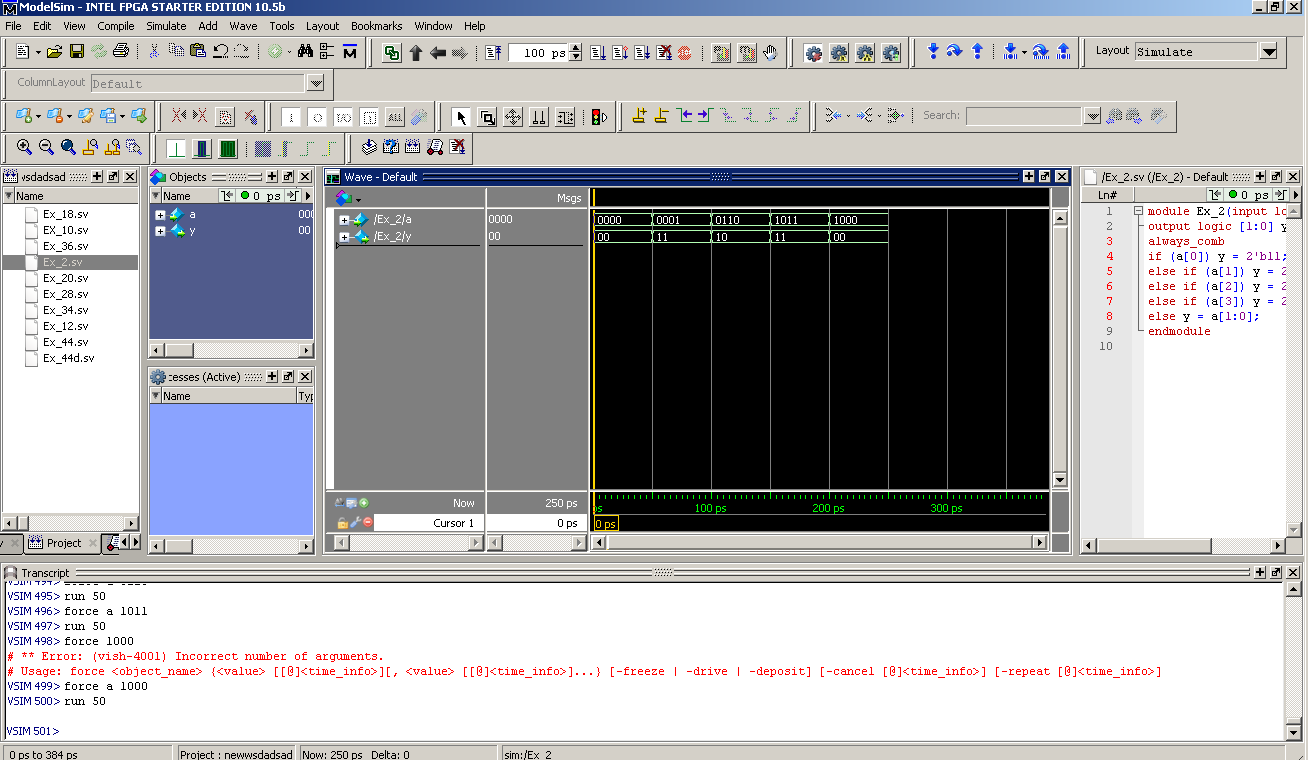 ModelSim - INTEL FPGA STARTER EDITION 10.5b
File Edit View Compile Simulate Add Wave Tools Layout Bookmarks Window Help
100 ps
Layout Simulate
ColumnLayout Default
Search:
wsdadsad
Name
Ex_18.sv
Ex_10.sv
Ex_36.sv
Ex_2.sv
Ex_20.sv
Ex_28.sv
Ex_34.sv
Ex_12.sv
Ex_44.sv
Ex_44d.sv
Project
Objects
Name 0 ps
a 000
y 00
cesses (Active)
Name Typ
Wave - Default
Msgs
/Ex_2/a 0000 0000 0001 0110 1011 1000
/Ex_2/y 00 00 11 10 11 00
Now 250 ps ps 100 ps 200 ps 300 ps
Cursor 1 0 ps 0 ps
/Ex_2.sv (/Ex_2) - Default
Ln# 0 ps
1 module Ex_2(input lo
2 output logic [1:0] y
3 always_comb
4 if (a[0]) y = 2'b11;
5 else if (a[1]) y = 2
6 else if (a[2]) y = 2
7 else if (a[3]) y = 2
8 else y = a[1:0];
9 endmodule
10
Transcript
VSIM 495> run 50
VSIM 496> force a 1011
VSIM 497> run 50
VSIM 498> force 1000
# ** Error: (vish-4001) Incorrect number of arguments.
# Usage: force <object_name> {<value> [[@]<time_info>][, <value> [[@]<time_info>]...} [-freeze | -drive | -deposit] [-cancel [@]<time_info>] [-repeat [@]<time_info>]
VSIM 499> force a 1000
VSIM 500> run 50
VSIM 501>
0 ps to 384 ps Project : newwsdadsad Now: 250 ps Delta: 0 sim:/Ex_2